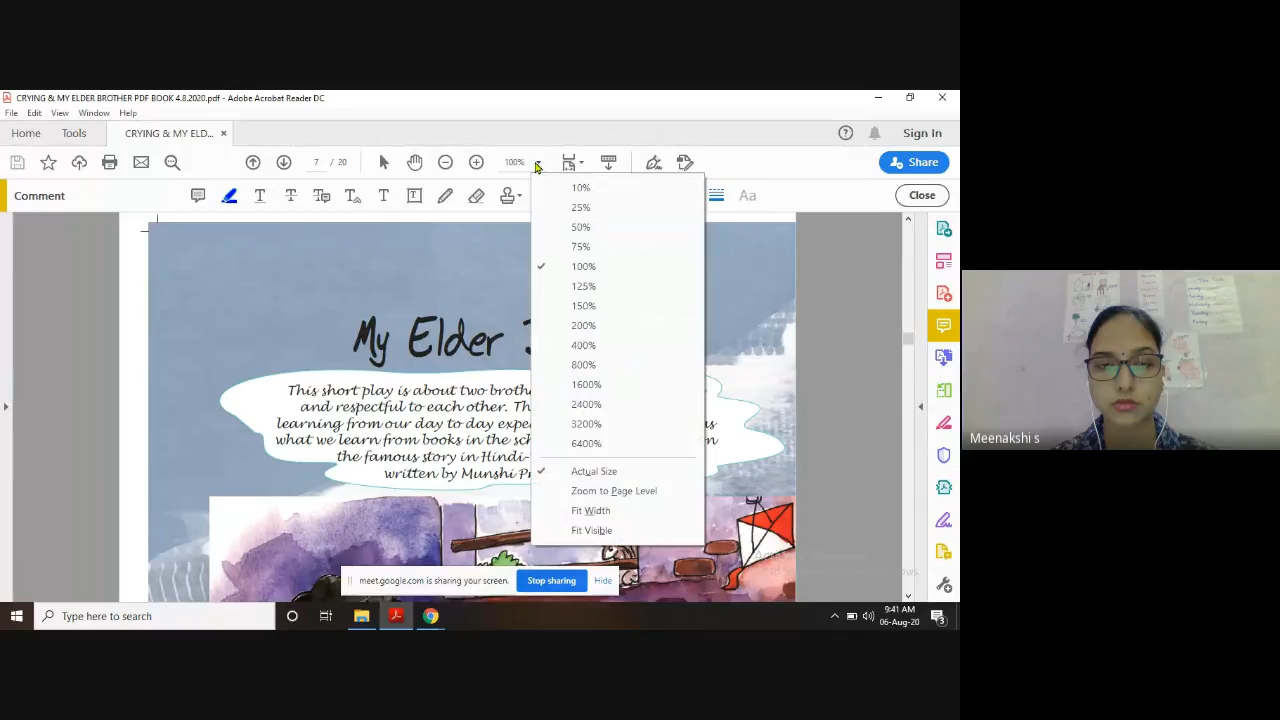 CRYING & MY ELDER BROTHER PDF BOOK 4.8.2020.pdf - Adobe Acrobat Reader DC
File Edit View Window Help
Home Tools CRYING & MY ELD... × Sign In
7 / 20 100% Share
Comment Aa Close
10%
25%
50%
75%
100%
125%
150%
200%
400%
800%
1600%
2400%
3200%
6400%
Actual Size
Zoom to Page Level
Fit Width
Fit Visible
My Elder
This short play is about two brothe
and respectful to each other. Th
learning from our day to day expe as
what we learn from books in the sch on
the famous story in Hindi-
written by Munshi Pr
meet.google.com is sharing your screen. Stop sharing Hide
Type here to search
9:41 AM
06-Aug-20
3
Meenakshi s